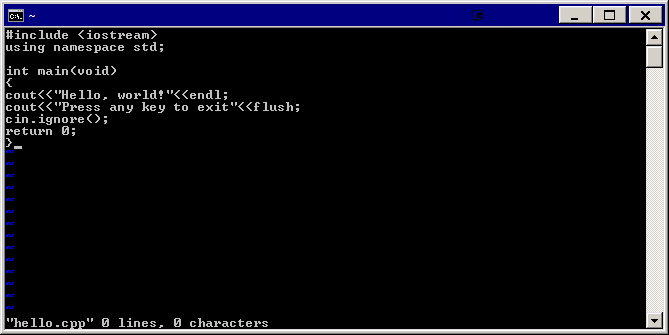 ~
#include <iostream>
using namespace std;
int main(void)
{
cout<<"Hello, world!"<<endl;
cout<<"Press any key to exit"<<flush;
cin.ignore();
return 0;
}
~
~
~
~
~
~
~
~
~
~
~
~
~
~
"hello.cpp" 0 lines, 0 characters